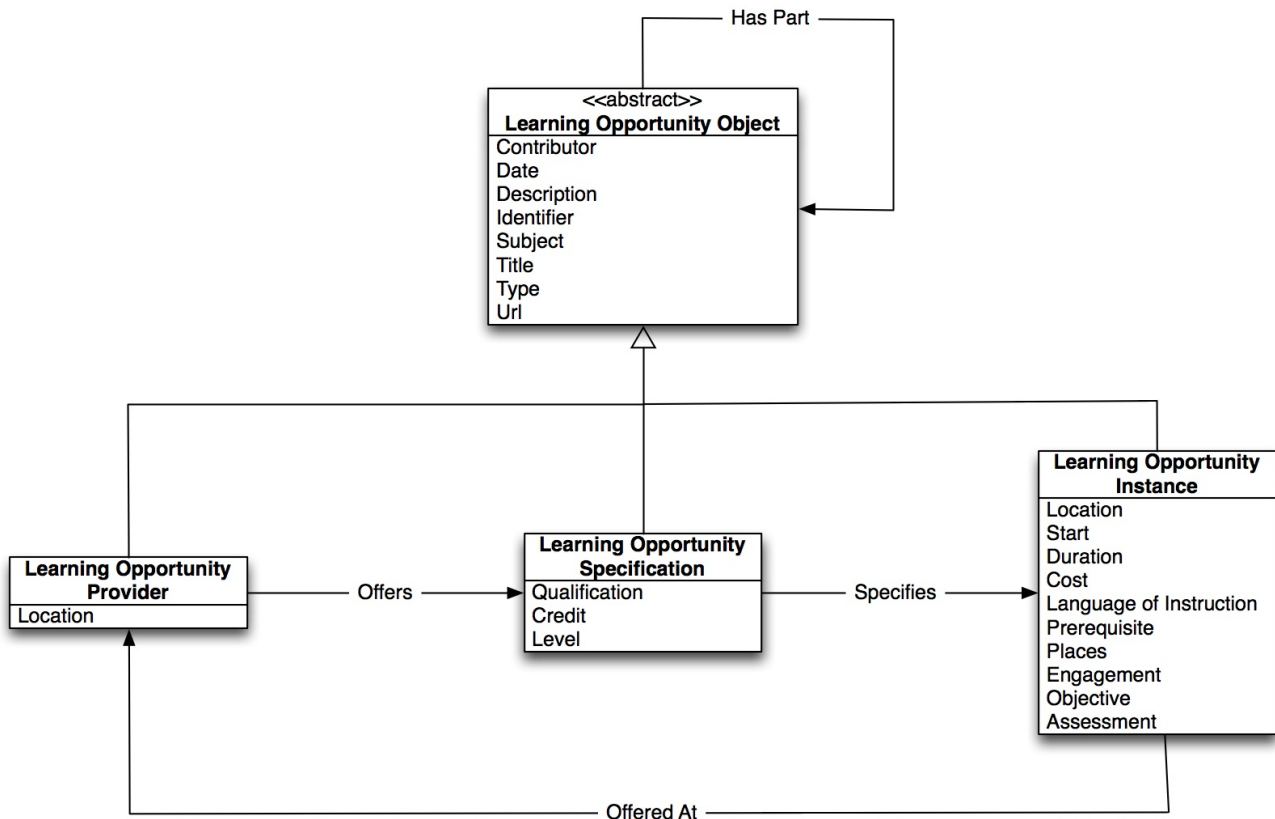 Has Part
<<abstract>>
Learning Opportunity Object
Contributor
Date
Description
Identifier
Subject
Title
Type
Url
Learning Opportunity
Provider
Location
Offers
Learning Opportunity
Specification
Qualification
Credit
Level
Specifies
Learning Opportunity
Instance
Location
Start
Duration
Cost
Language of Instruction
Prerequisite
Places
Engagement
Objective
Assessment
Offered At